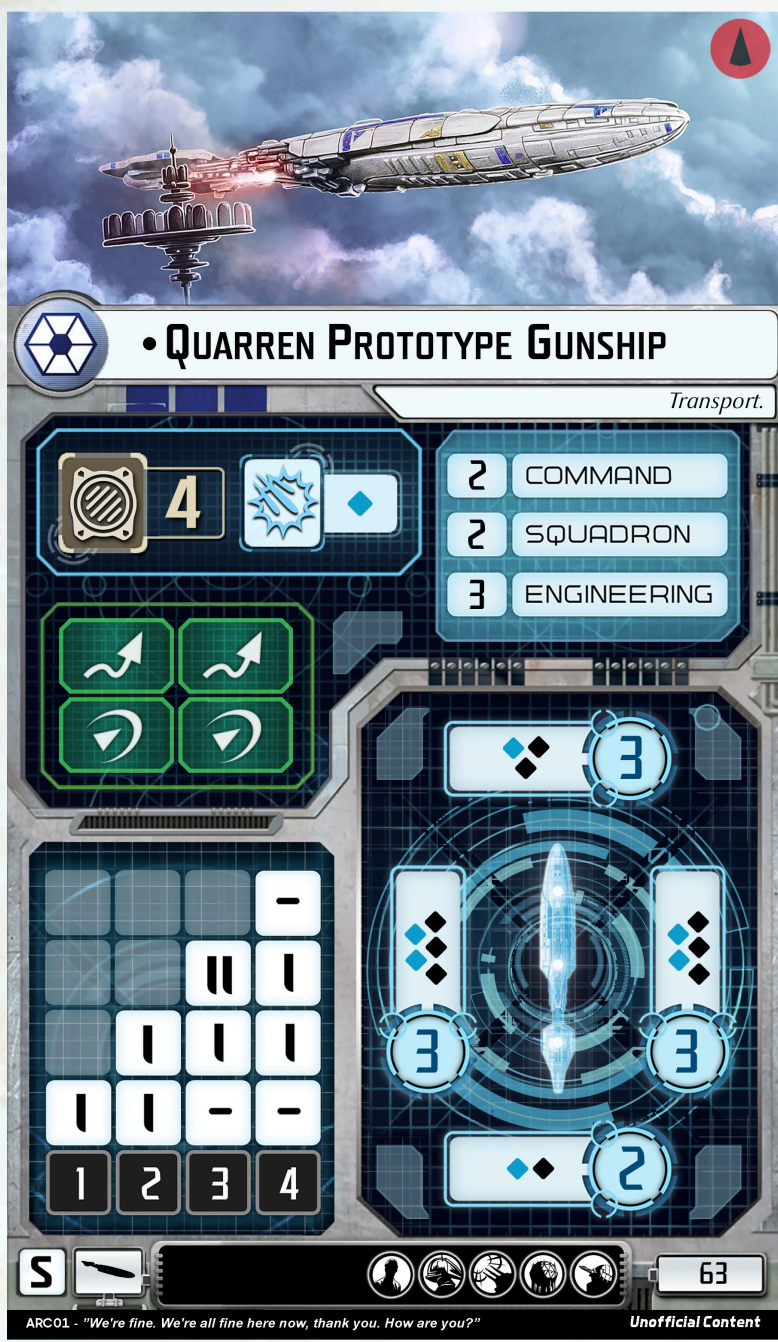 • QUARREN PROTOTYPE GUNSHIP
Transport.
4
2 COMMAND
2 SQUADRON
3 ENGINEERING
3
3 3
2
-
II I
I I I
I I - -
1 2 3 4
S 63
ARC01 - "We're fine. We're all fine here now, thank you. How are you?" Unofficial Content